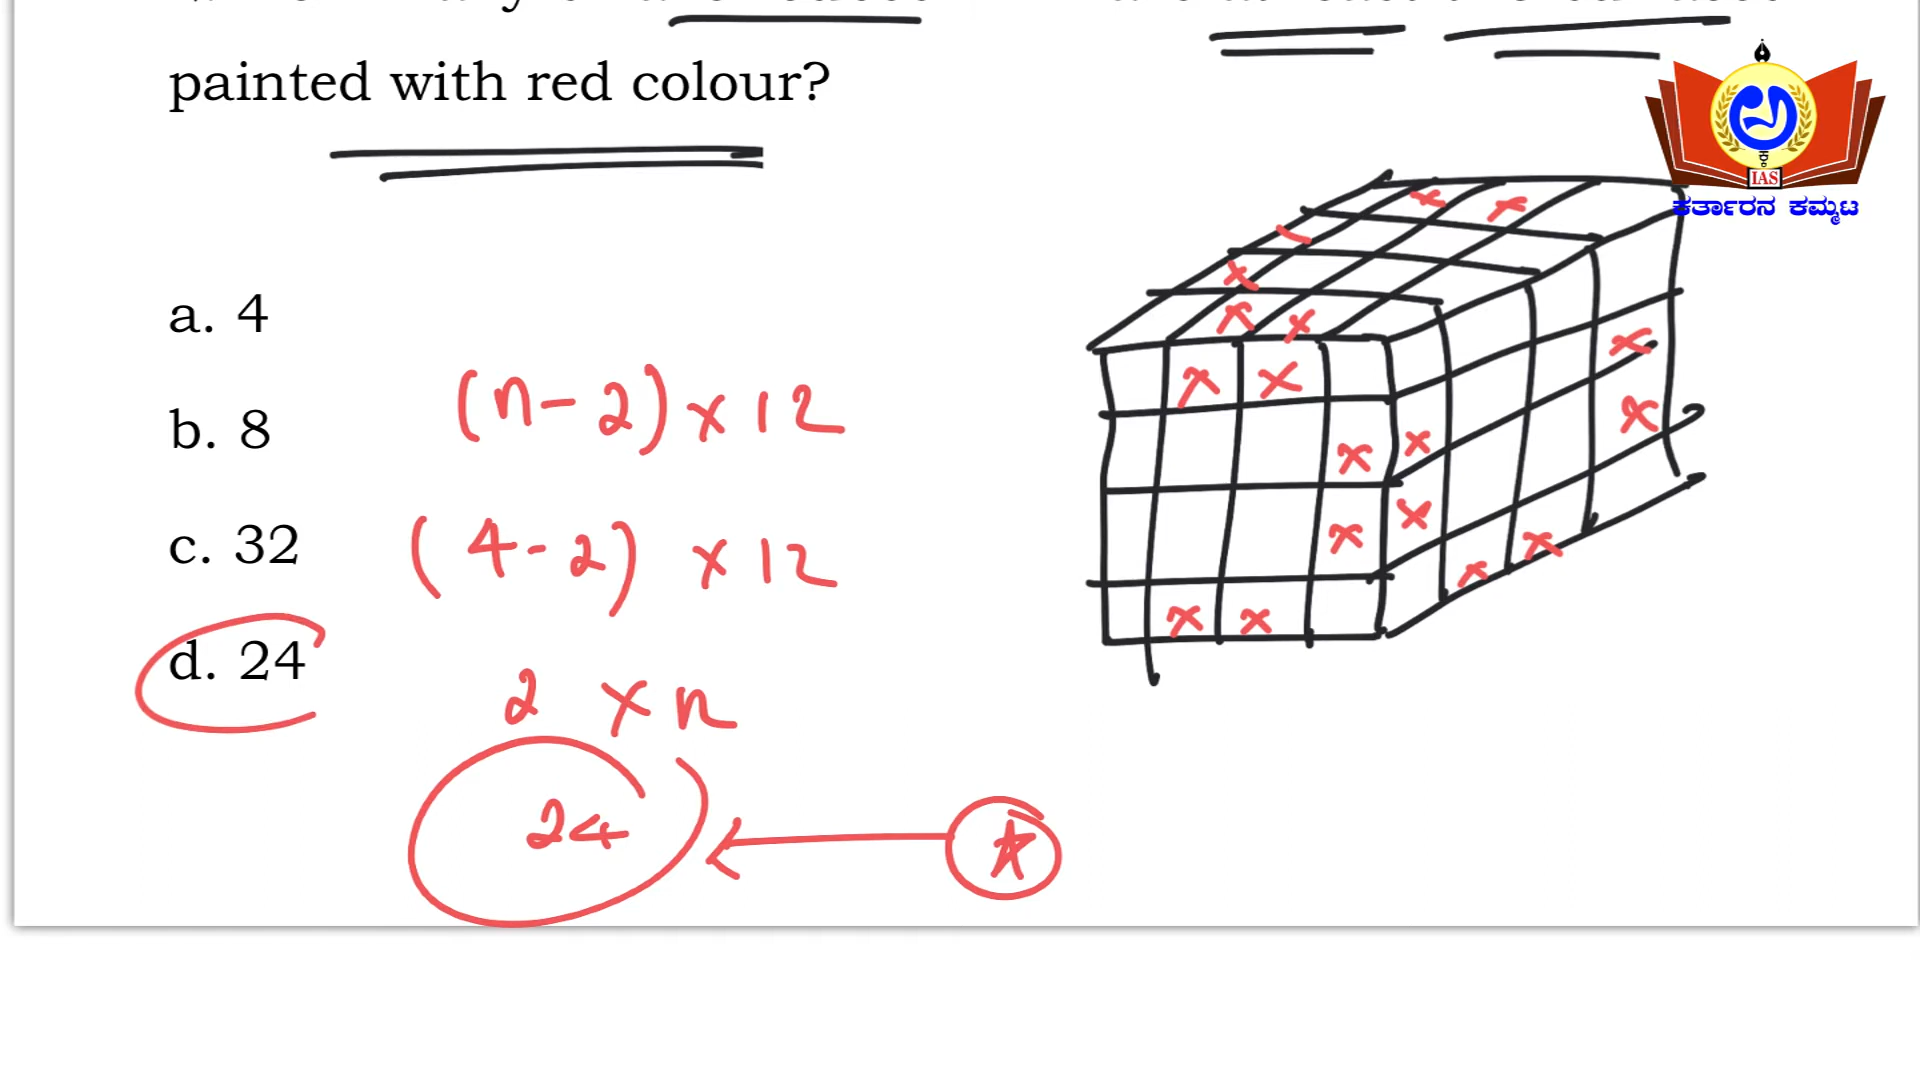 painted with red colour?
IAS
ಕರ್ತಾರನ ಕಮ್ಮಟ
a. 4
b. 8
(n-2) x 12
c. 32
(4-2) x 12
d. 24
2 x n
24